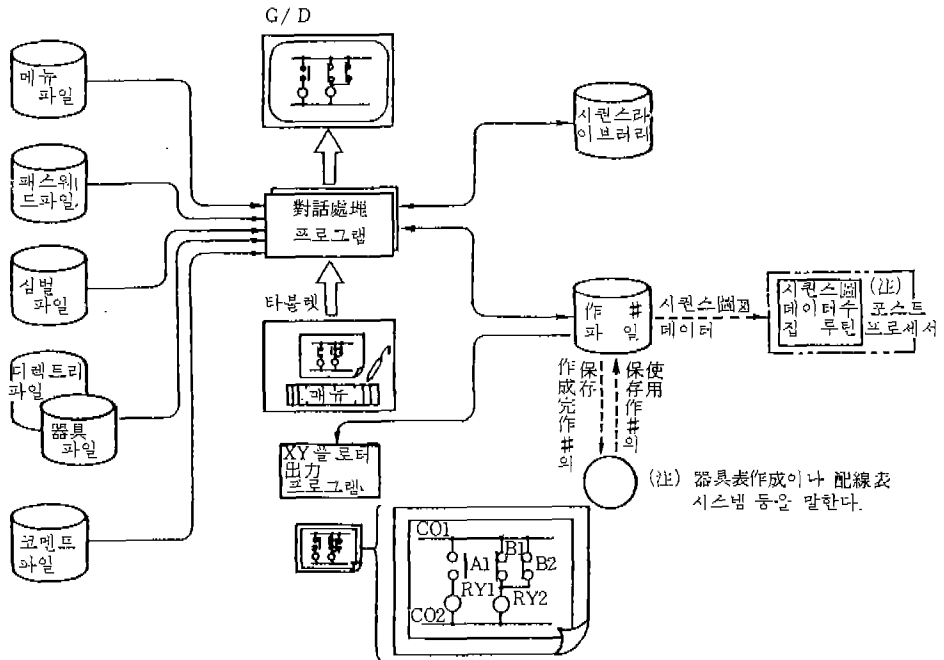 G/D
메뉴
파일
패스워
드파일
심벌
파일
디렉트리
파일
器具
파일
코멘트
파일
對話處理
프로그램
타블렛
메뉴
XY플로터
出力
프로그램
시퀀스라
이브러리
作 #
파 일
시퀀스圖
데이터
시퀀스圖
데이터수
집 루틴
(注)
포스트
프로세서
作成完作#의
保存
保存作#의
使用
(注) 器具表作成이나 配線表
시스템 등을 말한다.
CO1
A1
B1
B2
RY1
RY2
CO2